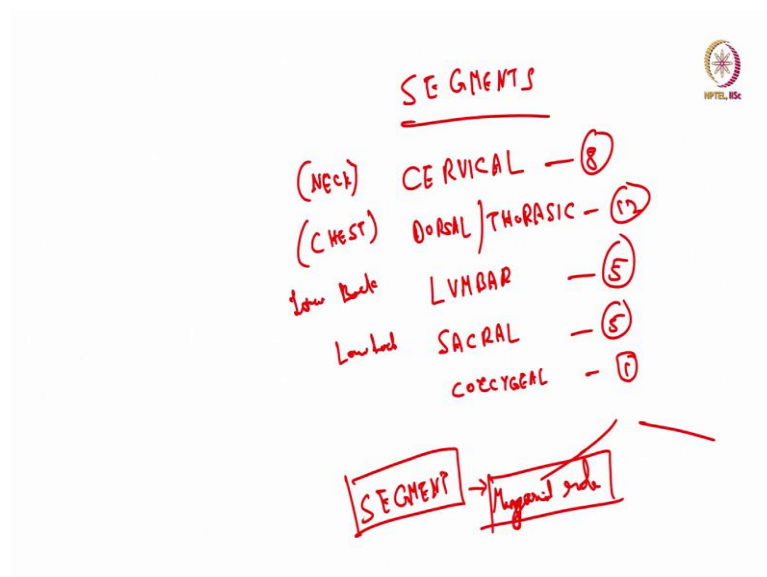 NPTEL, IISc
SEGMENTS
(NECK) CERVICAL - 8
(CHEST) DORSAL / THORASIC - 12
Low Back LUMBAR - 5
Low back SACRAL - 5
COCCYGEAL - 1
SEGMENT →